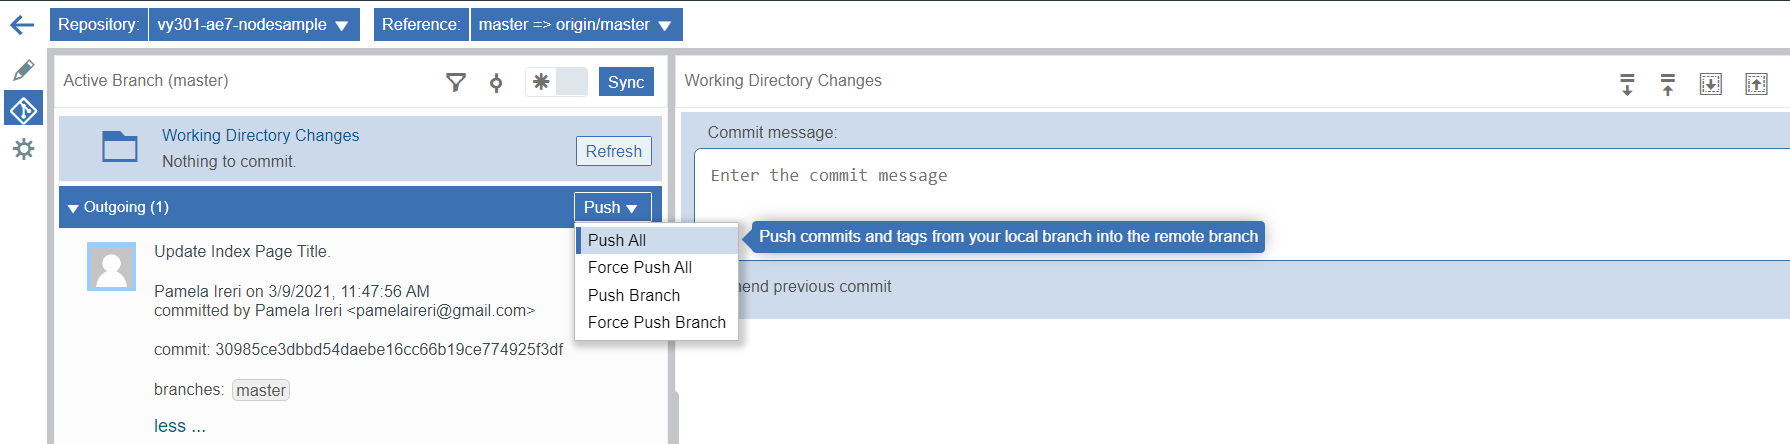 Repository: vy301-ae7-nodesample Reference: master => origin/master
Active Branch (master)
Sync
Working Directory Changes
Nothing to commit.
Refresh
Outgoing (1)
Push
Push All
Force Push All
Push Branch
Force Push Branch
Update Index Page Title.
Pamela Ireri on 3/9/2021, 11:47:56 AM
committed by Pamela Ireri <pamelaireri@gmail.com>
commit: 30985ce3dbbd54daebe16cc66b19ce774925f3df
branches: master
less ...
Working Directory Changes
Commit message:
Enter the commit message
Push commits and tags from your local branch into the remote branch
previous commit